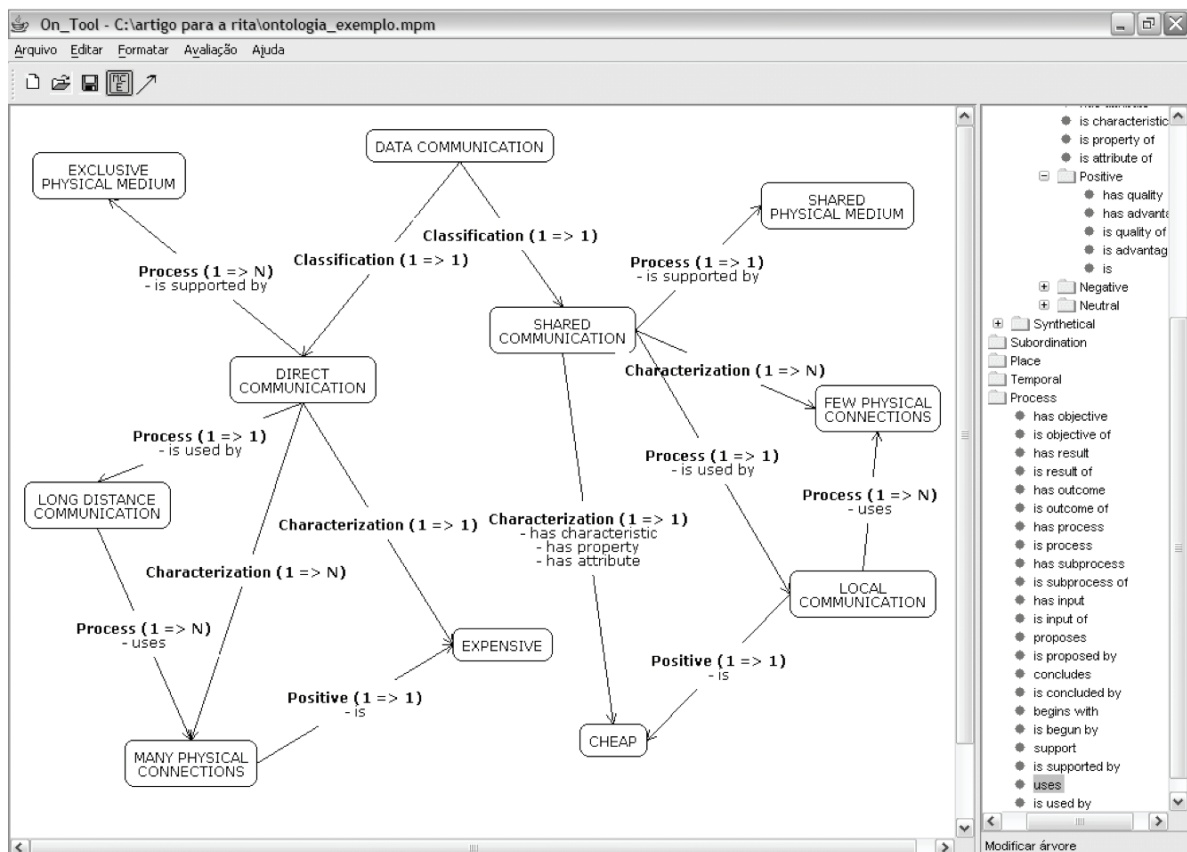 On_Tool - C:\artigo para a rita\ontologia_exemplo.mpm
Arquivo Editar Formatar Avaliação Ajuda
DATA COMMUNICATION
EXCLUSIVE
PHYSICAL MEDIUM
SHARED
PHYSICAL MEDIUM
Classification (1 => 1)
Classification (1 => 1)
Process (1 => N)
- is supported by
Process (1 => 1)
- is supported by
SHARED
COMMUNICATION
DIRECT
COMMUNICATION
Characterization (1 => N)
FEW PHYSICAL
CONNECTIONS
Process (1 => 1)
- is used by
Process (1 => 1)
- is used by
LONG DISTANCE
COMMUNICATION
Process (1 => N)
- uses
Characterization (1 => 1)
Characterization (1 => 1)
- has characteristic
- has property
- has attribute
Characterization (1 => N)
LOCAL
COMMUNICATION
Process (1 => N)
- uses
EXPENSIVE
Positive (1 => 1)
- is
Positive (1 => 1)
- is
CHEAP
MANY PHYSICAL
CONNECTIONS
is characteristic
is property of
is attribute of
Positive
has quality
has advanta
is quality of
is advantag
is
Negative
Neutral
Synthetical
Subordination
Place
Temporal
Process
has objective
is objective of
has result
is result of
has outcome
is outcome of
has process
is process
has subprocess
is subprocess of
has input
is input of
proposes
is proposed by
concludes
is concluded by
begins with
is begun by
support
is supported by
uses
is used by
Modificar árvore